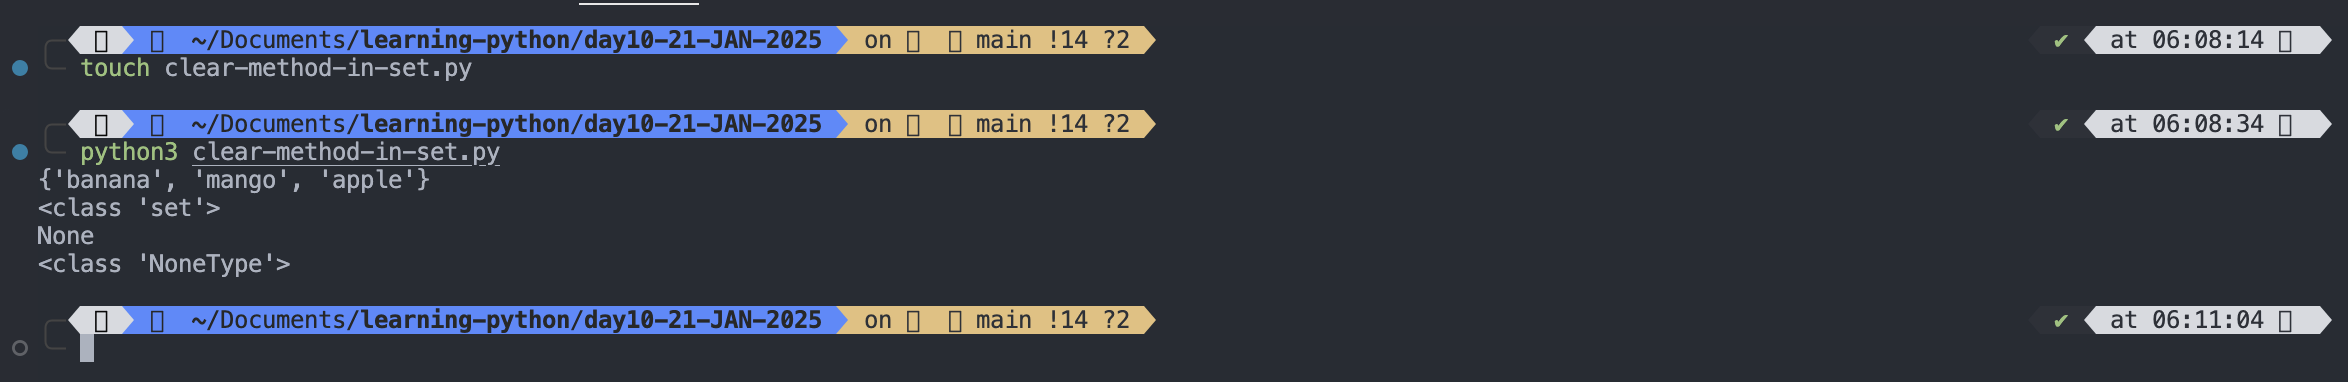 ~/Documents/learning-python/day10-21-JAN-2025 on main !14 ?2 ✔ at 06:08:14
touch clear-method-in-set.py
~/Documents/learning-python/day10-21-JAN-2025 on main !14 ?2 ✔ at 06:08:34
python3 clear-method-in-set.py
{'banana', 'mango', 'apple'}
<class 'set'>
None
<class 'NoneType'>
~/Documents/learning-python/day10-21-JAN-2025 on main !14 ?2 ✔ at 06:11:04